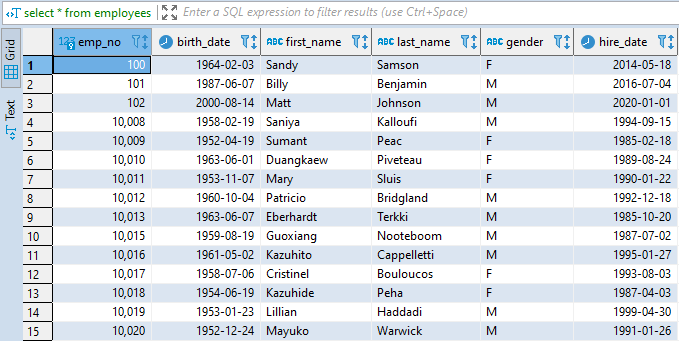 select * from employees Enter a SQL expression to filter results (use Ctrl+Space)
Grid
Text
123 emp_no birth_date ABC first_name ABC last_name ABC gender hire_date
1 100 1964-02-03 Sandy Samson F 2014-05-18
2 101 1987-06-07 Billy Benjamin M 2016-07-04
3 102 2000-08-14 Matt Johnson M 2020-01-01
4 10,008 1958-02-19 Saniya Kalloufi M 1994-09-15
5 10,009 1952-04-19 Sumant Peac F 1985-02-18
6 10,010 1963-06-01 Duangkaew Piveteau F 1989-08-24
7 10,011 1953-11-07 Mary Sluis F 1990-01-22
8 10,012 1960-10-04 Patricio Bridgland M 1992-12-18
9 10,013 1963-06-07 Eberhardt Terkki M 1985-10-20
10 10,015 1959-08-19 Guoxiang Nooteboom M 1987-07-02
11 10,016 1961-05-02 Kazuhito Cappelletti M 1995-01-27
12 10,017 1958-07-06 Cristinel Bouloucos F 1993-08-03
13 10,018 1954-06-19 Kazuhide Peha F 1987-04-03
14 10,019 1953-01-23 Lillian Haddadi M 1999-04-30
15 10,020 1952-12-24 Mayuko Warwick M 1991-01-26